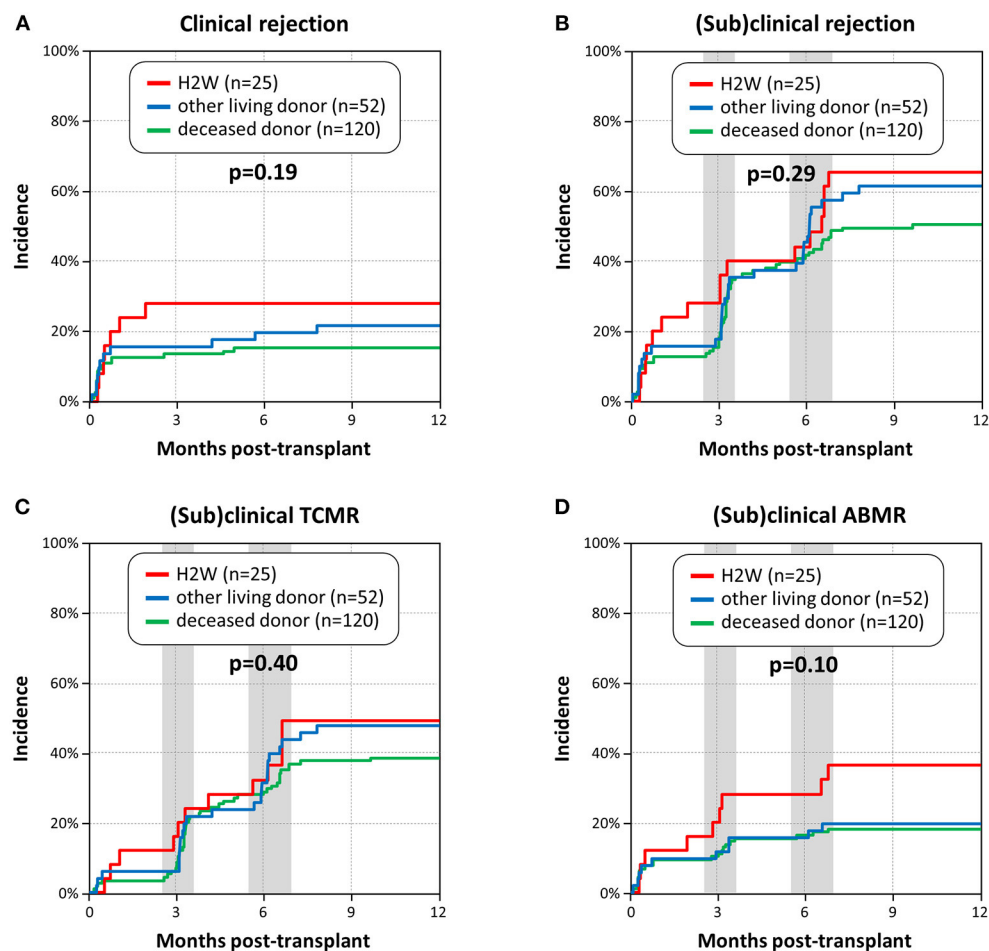 A
Clinical rejection
100%
80%
60%
40%
20%
0%
Incidence
H2W (n=25)
other living donor (n=52)
deceased donor (n=120)
p=0.19
0 3 6 9 12
Months post-transplant
B
(Sub)clinical rejection
100%
80%
60%
40%
20%
0%
Incidence
H2W (n=25)
other living donor (n=52)
deceased donor (n=120)
p=0.29
0 3 6 9 12
Months post-transplant
C
(Sub)clinical TCMR
100%
80%
60%
40%
20%
0%
Incidence
H2W (n=25)
other living donor (n=52)
deceased donor (n=120)
p=0.40
0 3 6 9 12
Months post-transplant
D
(Sub)clinical ABMR
100%
80%
60%
40%
20%
0%
Incidence
H2W (n=25)
other living donor (n=52)
deceased donor (n=120)
p=0.10
0 3 6 9 12
Months post-transplant